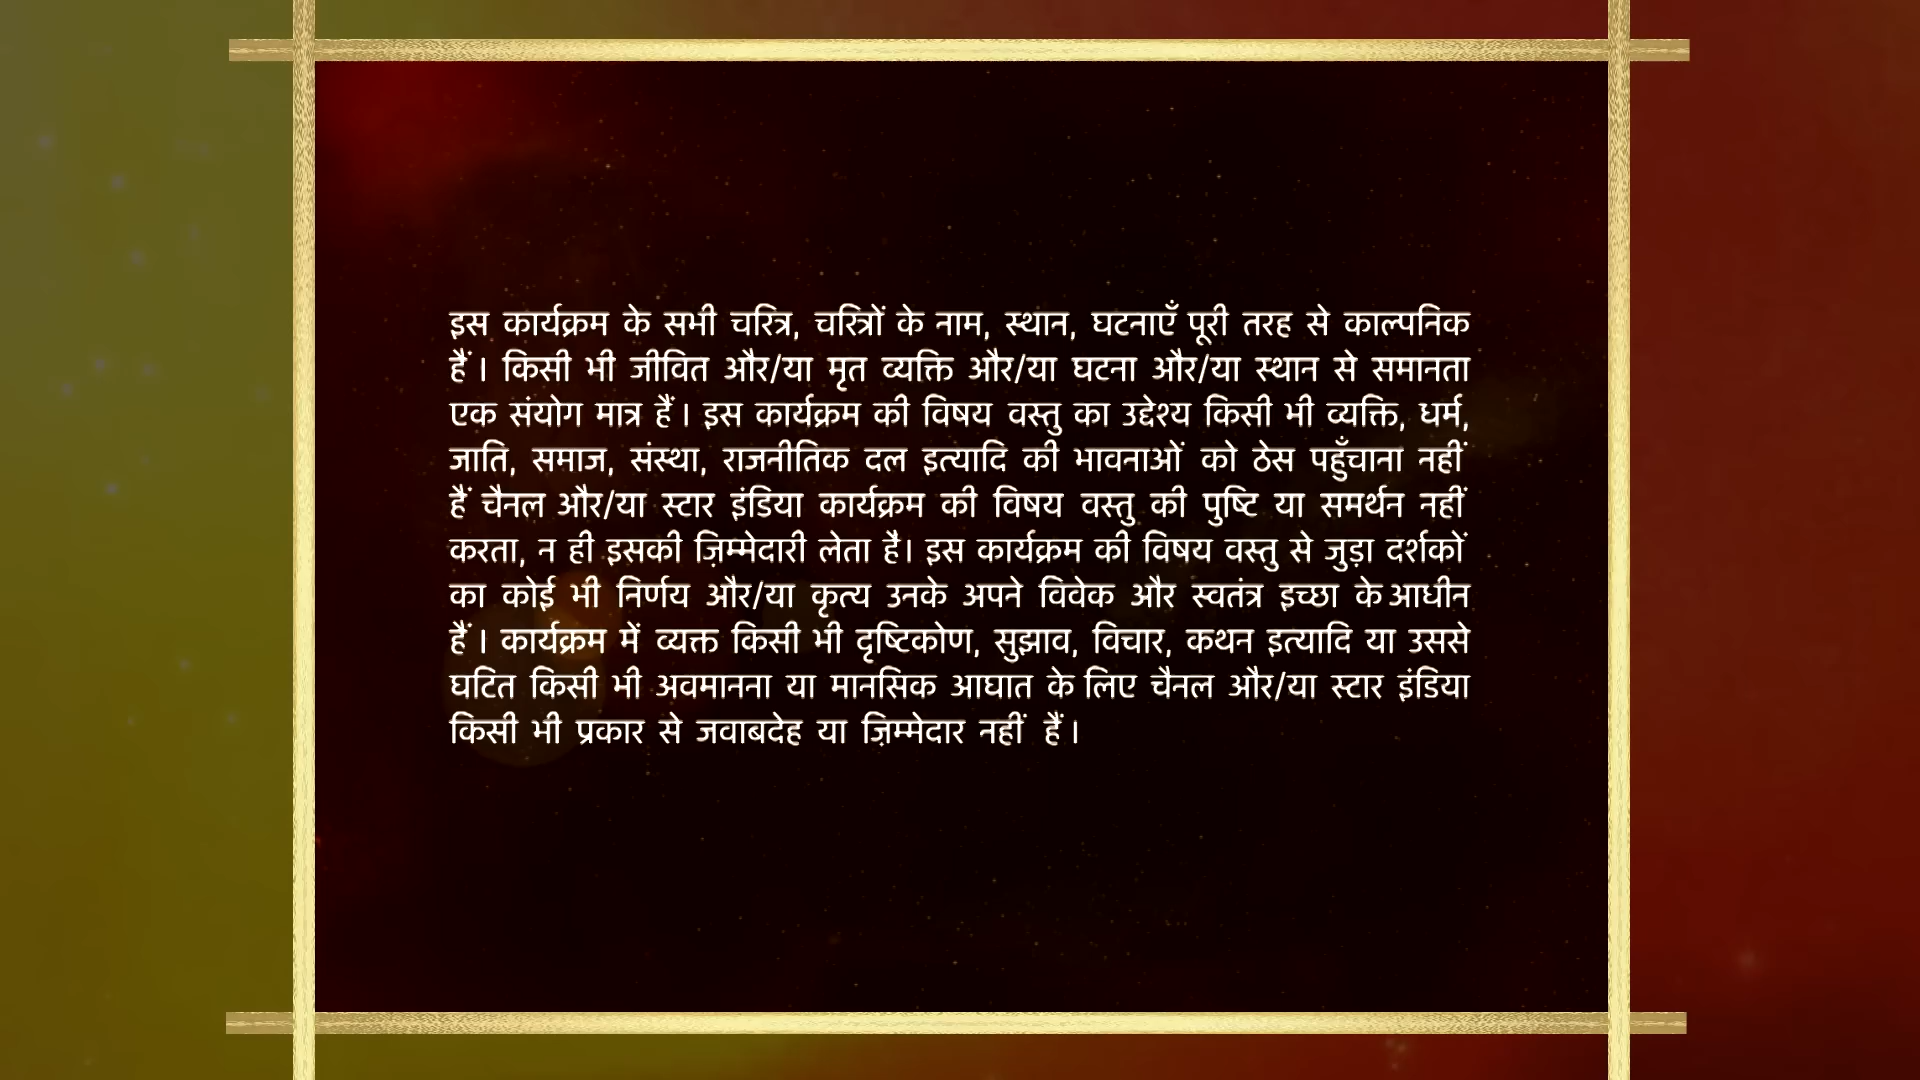 इस कार्यक्रम के सभी चरित्र, चरित्रों के नाम, स्थान, घटनाएँ पूरी तरह से काल्पनिक
हैं । किसी भी जीवित और/या मृत व्यक्ति और/या घटना और/या स्थान से समानता
एक संयोग मात्र हैं । इस कार्यक्रम की विषय वस्तु का उद्देश्य किसी भी व्यक्ति, धर्म,
जाति, समाज, संस्था, राजनीतिक दल इत्यादि की भावनाओं को ठेस पहुँचाना नहीं
हैं चैनल और/या स्टार इंडिया कार्यक्रम की विषय वस्तु की पुष्टि या समर्थन नहीं
करता, न ही इसकी ज़िम्मेदारी लेता है। इस कार्यक्रम की विषय वस्तु से जुड़ा दर्शकों
का कोई भी निर्णय और/या कृत्य उनके अपने विवेक और स्वतंत्र इच्छा के आधीन
हैं । कार्यक्रम में व्यक्त किसी भी दृष्टिकोण, सुझाव, विचार, कथन इत्यादि या उससे
घटित किसी भी अवमानना या मानसिक आघात के लिए चैनल और/या स्टार इंडिया
किसी भी प्रकार से जवाबदेह या ज़िम्मेदार नहीं हैं ।